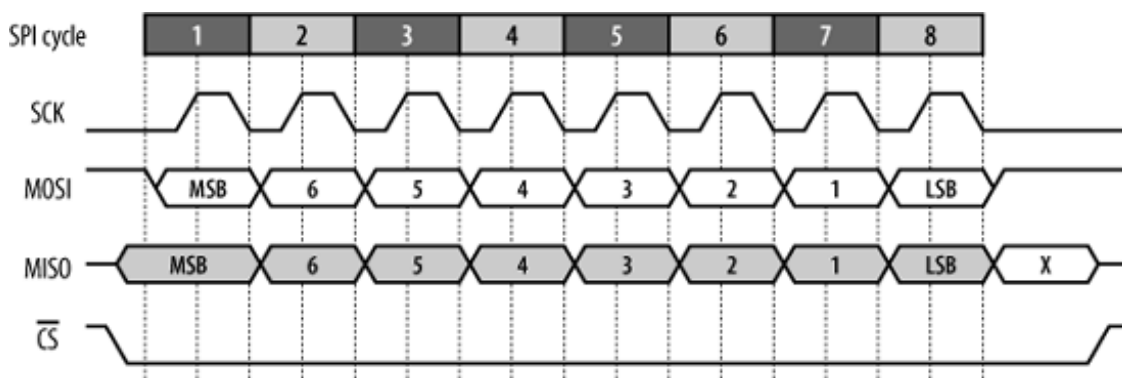 SPI cycle 1 2 3 4 5 6 7 8
SCK
MOSI MSB 6 5 4 3 2 1 LSB
MISO MSB 6 5 4 3 2 1 LSB X
C̅S̅